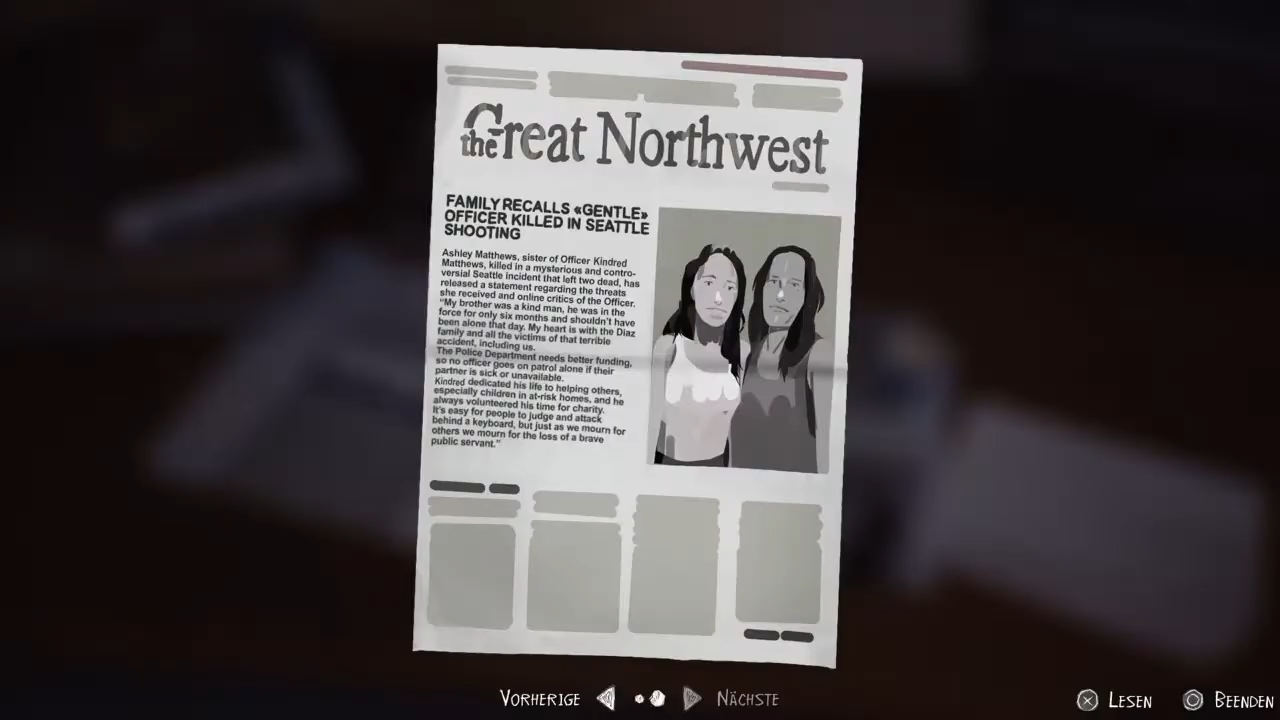 the Great Northwest
FAMILY RECALLS «GENTLE»
OFFICER KILLED IN SEATTLE
SHOOTING
Ashley Matthews, sister of Officer Kindred
Matthews, killed in a mysterious and contro-
versial Seattle incident that left two dead, has
released a statement regarding the threats
she received and online critics of the Officer.
"My brother was a kind man, he was in the
force for only six months and shouldn't have
been alone that day. My heart is with the Diaz
family and all the victims of that terrible
accident, including us.
The Police Department needs better funding,
so no officer goes on patrol alone if their
partner is sick or unavailable.
Kindred dedicated his life to helping others,
especially children in at-risk homes, and he
always volunteered his time for charity.
It's easy for people to judge and attack
behind a keyboard, but just as we mourn for
others we mourn for the loss of a brave
public servant."
VORHERIGE
NÄCHSTE
LESEN
BEENDEN